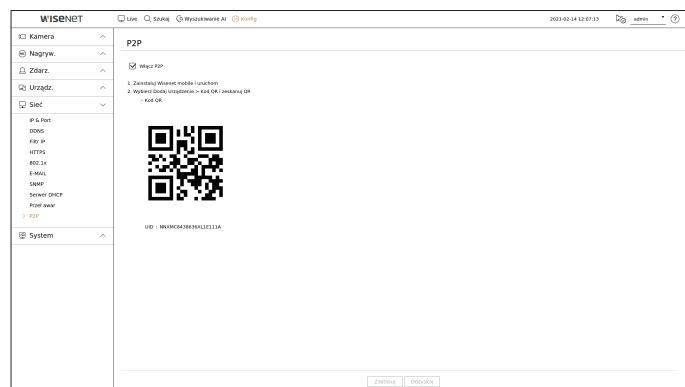 WISENET
Live Szukaj Wyszukiwanie AI Konfig
2021-02-14 12:07:13 admin
Kamera
Nagryw.
Zdarz.
Urządz.
Sieć
IP & Port
DDNS
Filtr IP
HTTPS
802.1x
E-MAIL
SNMP
Serwer DHCP
Przeł awar
> P2P
System
P2P
Włącz P2P
1. Zainstaluj Wisenet mobile i uruchom
2. Wybierz Dodaj Urządzenie > Kod QR i zeskanuj QR
- Kod QR
UID : NNXMC8438636XL1E111A
Zastosuj Odzyskaj